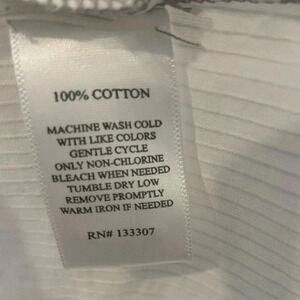 100% COTTON
MACHINE WASH COLD
WITH LIKE COLORS
GENTLE CYCLE
ONLY NON-CHLORINE
BLEACH WHEN NEEDED
TUMBLE DRY LOW
REMOVE PROMPTLY
WARM IRON IF NEEDED
RN# 133307